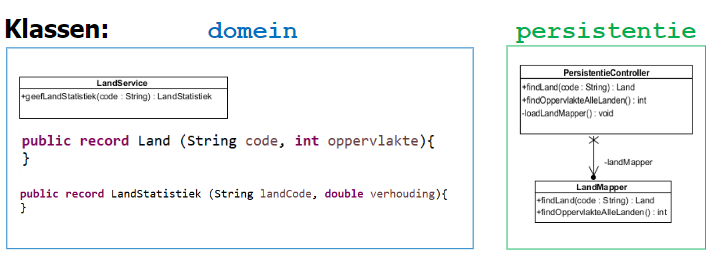 Klassen: domein persistentie
LandService
+geefLandStatistiek(code : String) : LandStatistiek
public record Land (String code, int oppervlakte){
}
public record LandStatistiek (String landCode, double verhouding){
}
PersistentieController
+findLand(code : String) : Land
+findOppervlakteAlleLanden() : int
-loadLandMapper() : void
-landMapper
LandMapper
+findLand(code : String) : Land
+findOppervlakteAlleLanden() : int